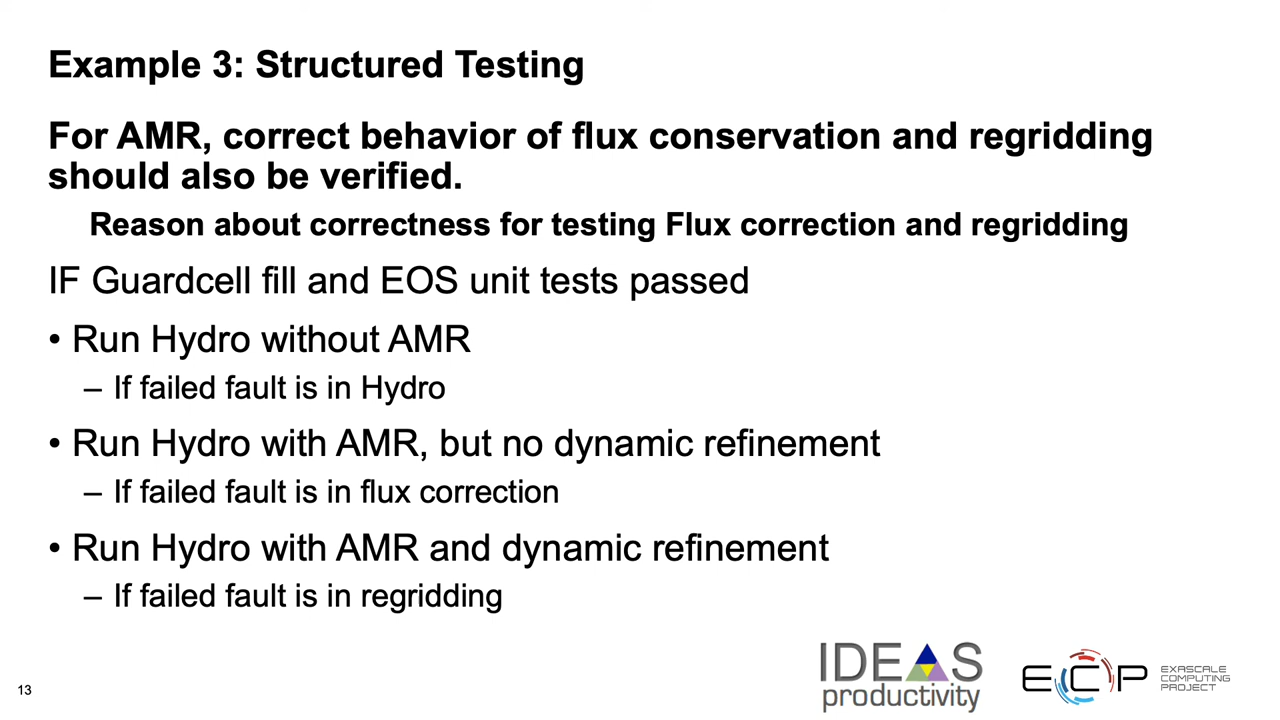 Example 3: Structured Testing
For AMR, correct behavior of flux conservation and regridding
should also be verified.
Reason about correctness for testing Flux correction and regridding
IF Guardcell fill and EOS unit tests passed
• Run Hydro without AMR
– If failed fault is in Hydro
• Run Hydro with AMR, but no dynamic refinement
– If failed fault is in flux correction
• Run Hydro with AMR and dynamic refinement
– If failed fault is in regridding
13
IDEAS
productivity
ECP
EXASCALE
COMPUTING
PROJECT